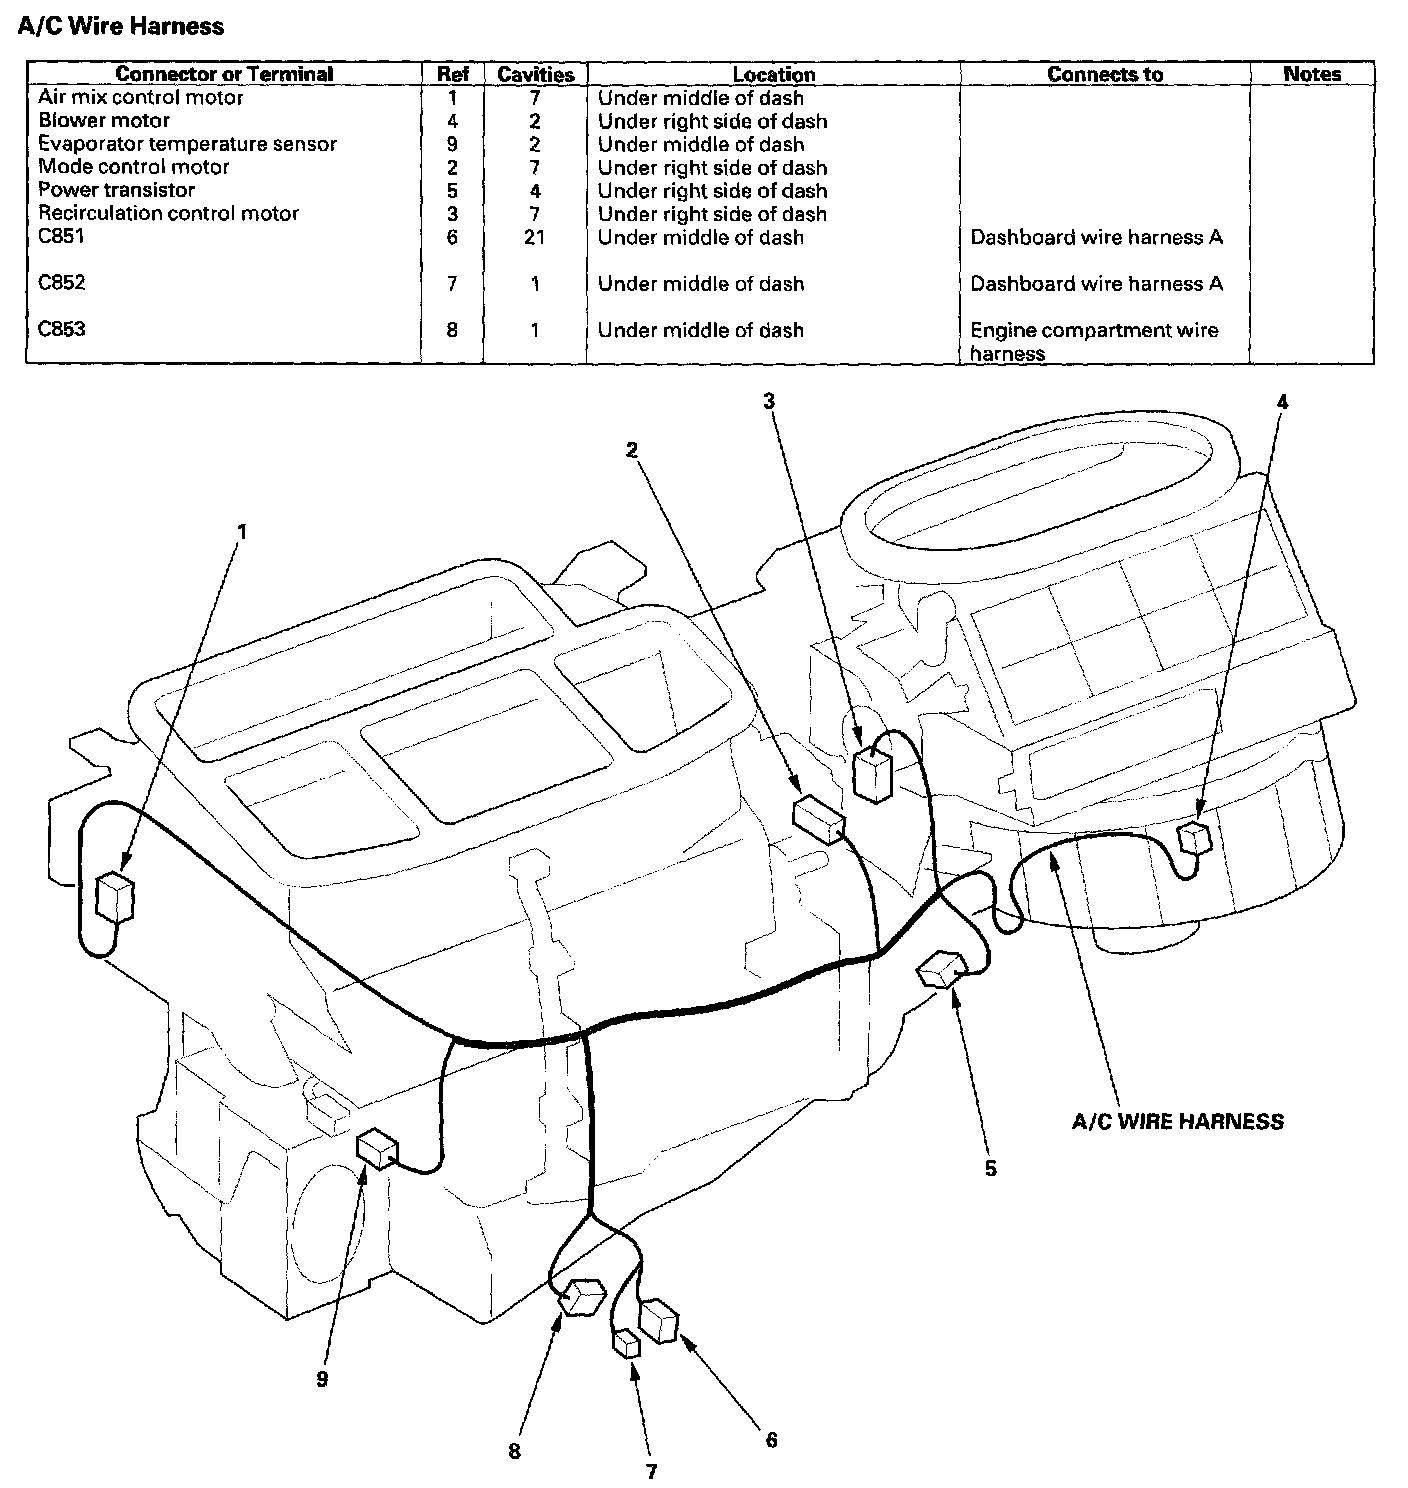 A/C Wire Harness
Connector or Terminal Ref Cavities Location Connects to Notes
Air mix control motor 1 7 Under middle of dash
Blower motor 4 2 Under right side of dash
Evaporator temperature sensor 9 2 Under middle of dash
Mode control motor 2 7 Under right side of dash
Power transistor 5 4 Under right side of dash
Recirculation control motor 3 7 Under right side of dash
C851 6 21 Under middle of dash Dashboard wire harness A
C852 7 1 Under middle of dash Dashboard wire harness A
C853 8 1 Under middle of dash Engine compartment wire
harness
3 4
2
1
A/C WIRE HARNESS
5
9
6
8
7